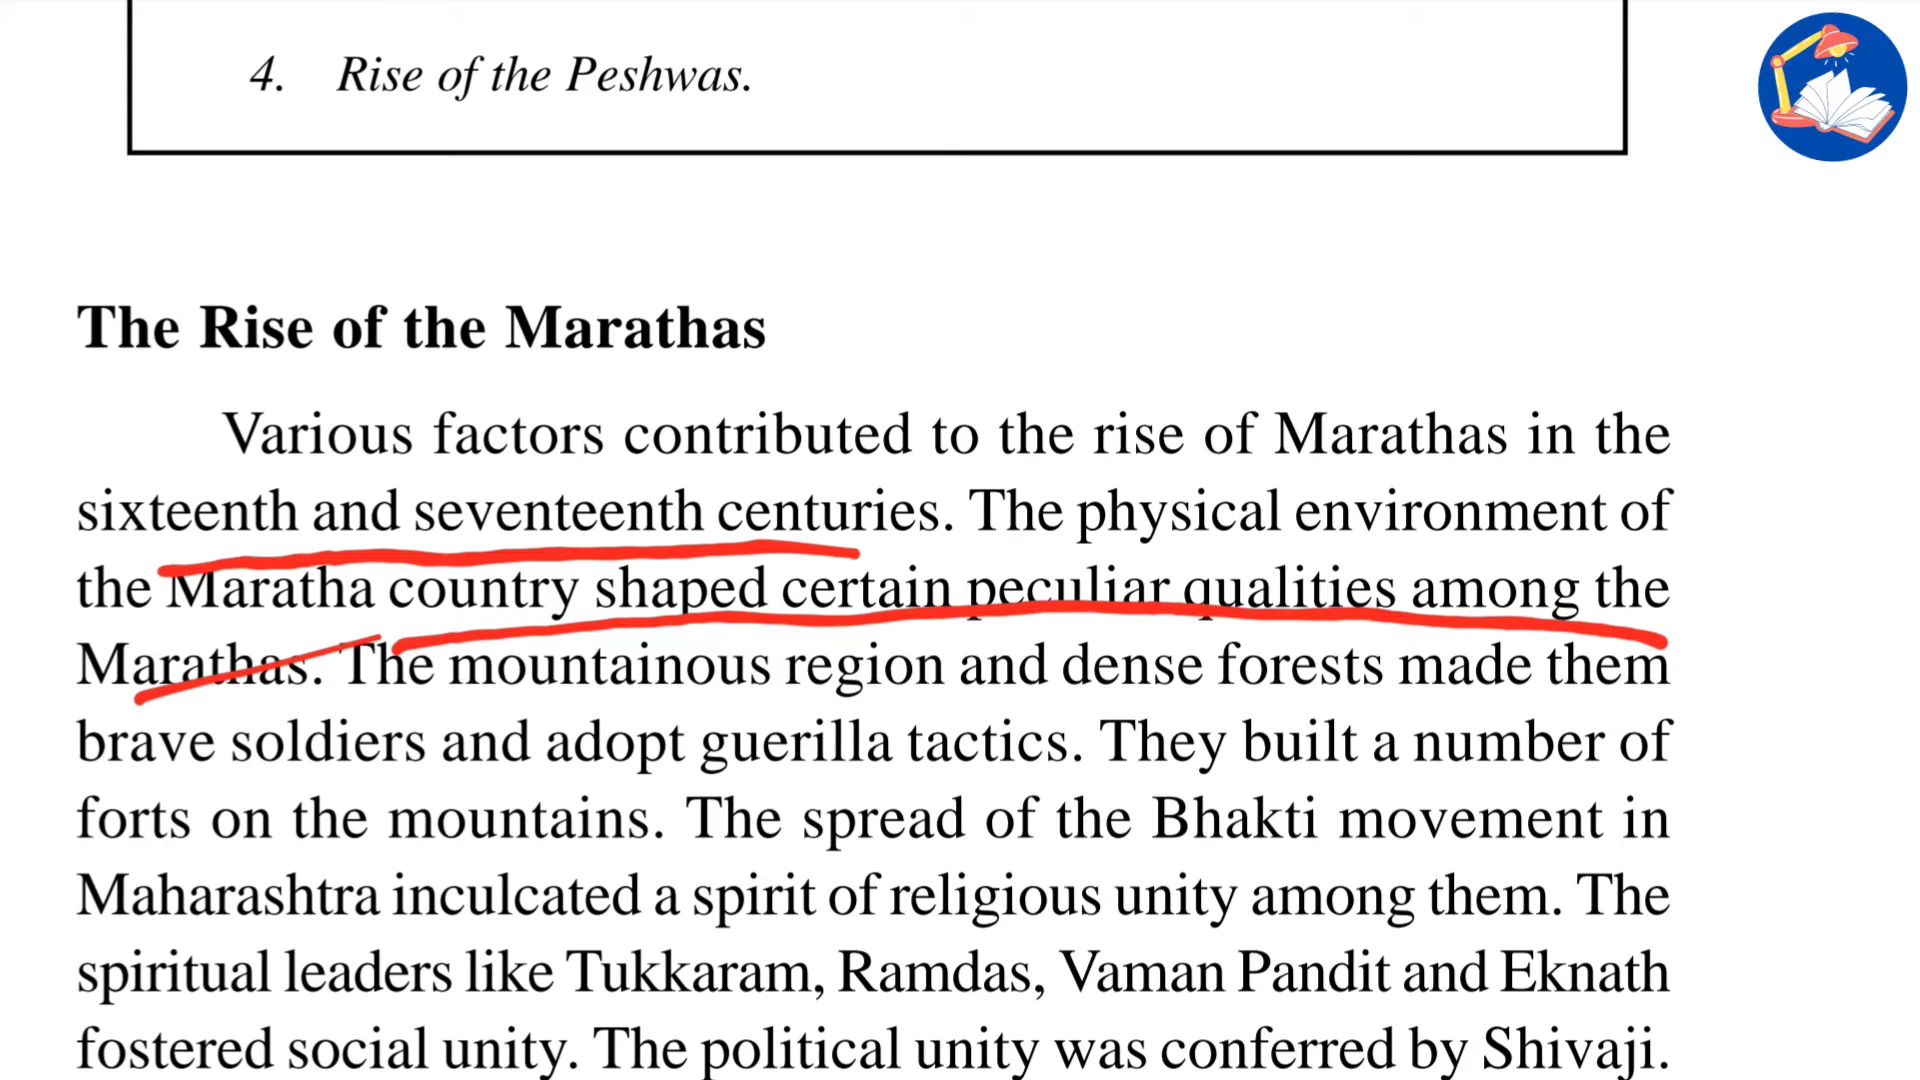 4. Rise of the Peshwas.
The Rise of the Marathas
Various factors contributed to the rise of Marathas in the
sixteenth and seventeenth centuries. The physical environment of
the Maratha country shaped certain peculiar qualities among the
Marathas. The mountainous region and dense forests made them
brave soldiers and adopt guerilla tactics. They built a number of
forts on the mountains. The spread of the Bhakti movement in
Maharashtra inculcated a spirit of religious unity among them. The
spiritual leaders like Tukkaram, Ramdas, Vaman Pandit and Eknath
fostered social unity. The political unity was conferred by Shivaji.